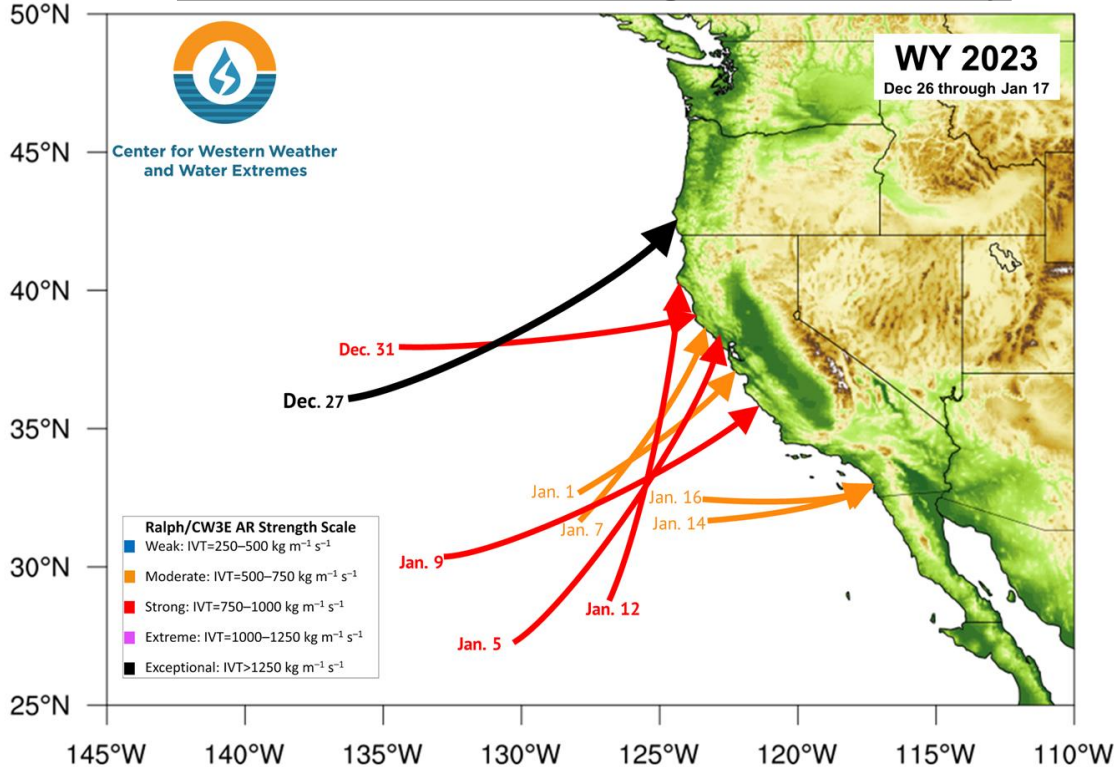 50°N
WY 2023
Dec 26 through Jan 17
45°N
Center for Western Weather
and Water Extremes
40°N
Dec. 31
Dec. 27
35°N
Jan. 1
Jan. 16
Jan. 7
Jan. 14
Jan. 9
30°N
Jan. 12
Jan. 5
Ralph/CW3E AR Strength Scale
Weak: IVT=250–500 kg m⁻¹ s⁻¹
Moderate: IVT=500–750 kg m⁻¹ s⁻¹
Strong: IVT=750–1000 kg m⁻¹ s⁻¹
Extreme: IVT=1000–1250 kg m⁻¹ s⁻¹
Exceptional: IVT>1250 kg m⁻¹ s⁻¹
25°N
145°W 140°W 135°W 130°W 125°W 120°W 115°W 110°W